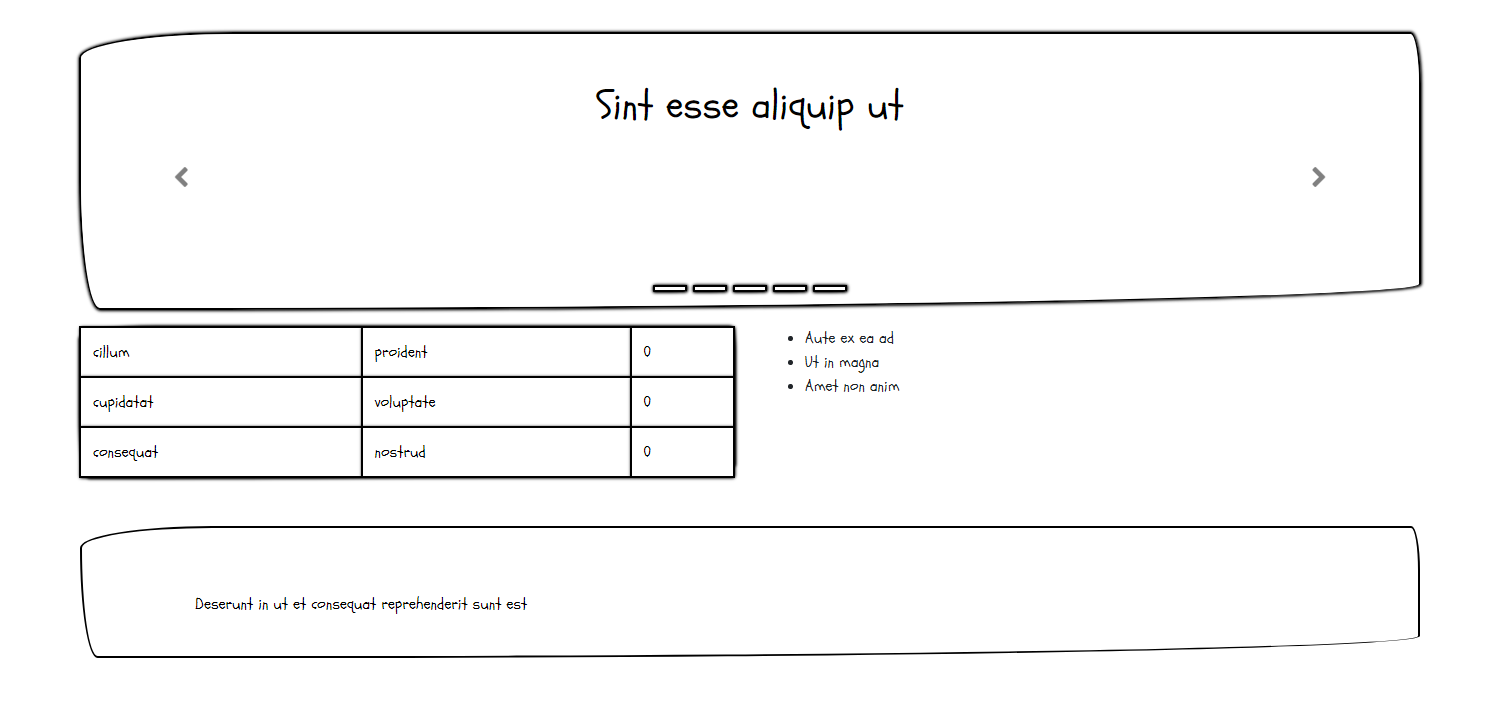 Sint esse aliquip ut
cillum proident 0
cupidatat voluptate 0
consequat nostrud 0
Aute ex ea ad
Ut in magna
Amet non anim
Deserunt in ut et consequat reprehenderit sunt est